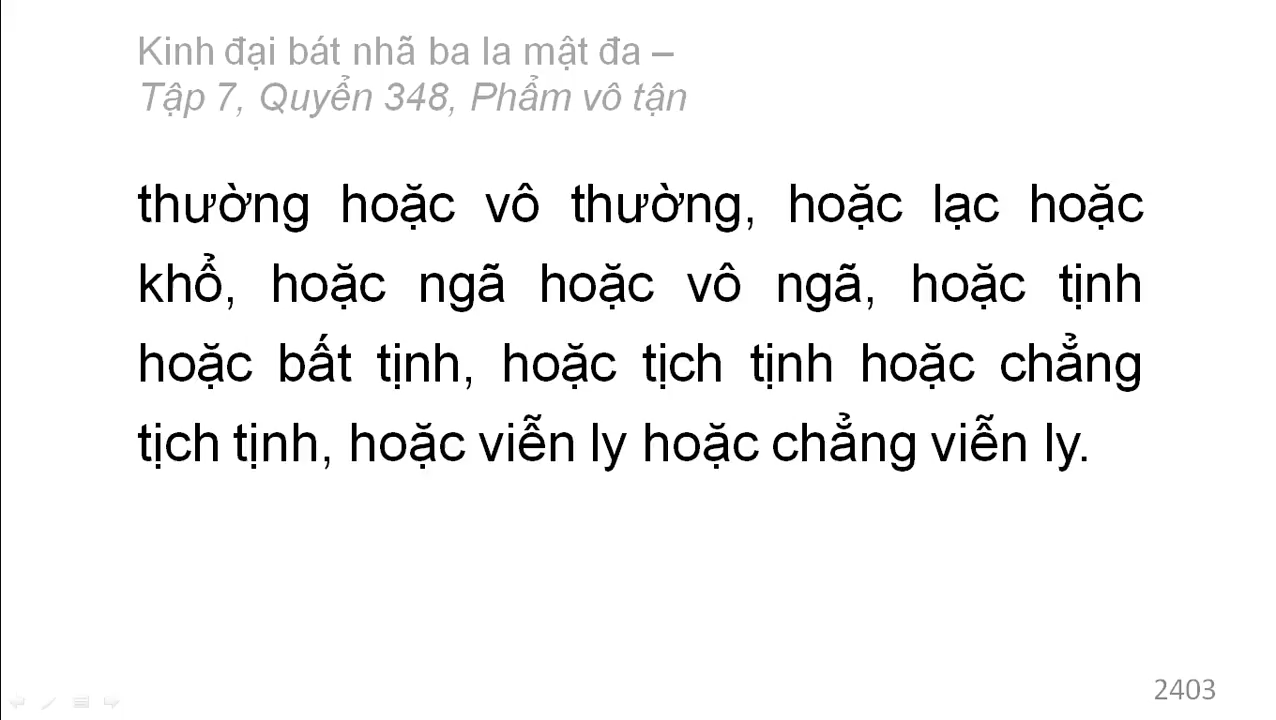 Kinh đại bát nhã ba la mật đa –
Tập 7, Quyển 348, Phẩm vô tận
thường hoặc vô thường, hoặc lạc hoặc
khổ, hoặc ngã hoặc vô ngã, hoặc tịnh
hoặc bất tịnh, hoặc tịch tịnh hoặc chẳng
tịch tịnh, hoặc viễn ly hoặc chẳng viễn ly.
2403